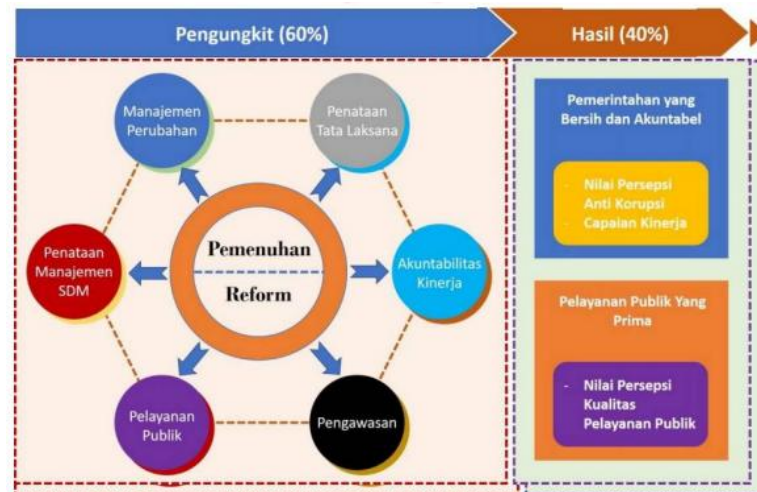 Pengungkit (60%)
Hasil (40%)
Manajemen
Perubahan
Penataan
Tata Laksana
Penataan
Manajemen
SDM
Pemenuhan
Reform
Akuntabilitas
Kinerja
Pelayanan
Publik
Pengawasan
Pemerintahan yang
Bersih dan Akuntabel
- Nilai Persepsi
Anti Korupsi
- Capaian Kinerja
Pelayanan Publik Yang
Prima
- Nilai Persepsi
Kualitas
Pelayanan Publik